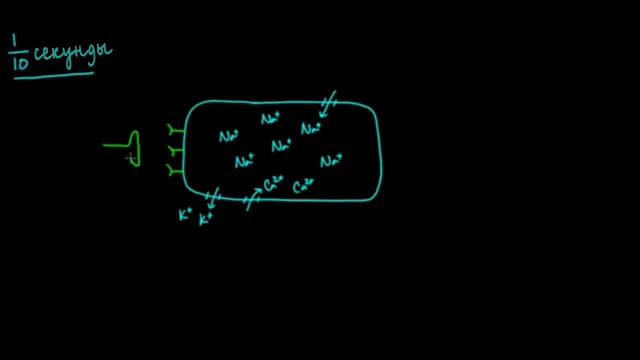 1/10 секунды
Na⁺
Na⁺ Na⁺
Na⁺
Na⁺ Na⁺
Ca²⁺ Ca²⁺
K⁺ K⁺